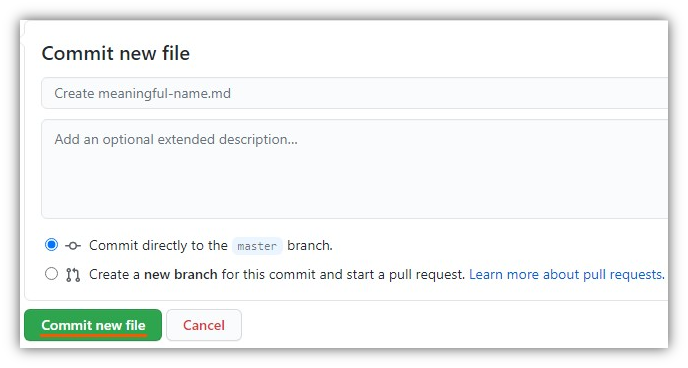 Commit new file
Create meaningful-name.md
Add an optional extended description...
Commit directly to the master branch.
Create a new branch for this commit and start a pull request. Learn more about pull requests.
Commit new file
Cancel